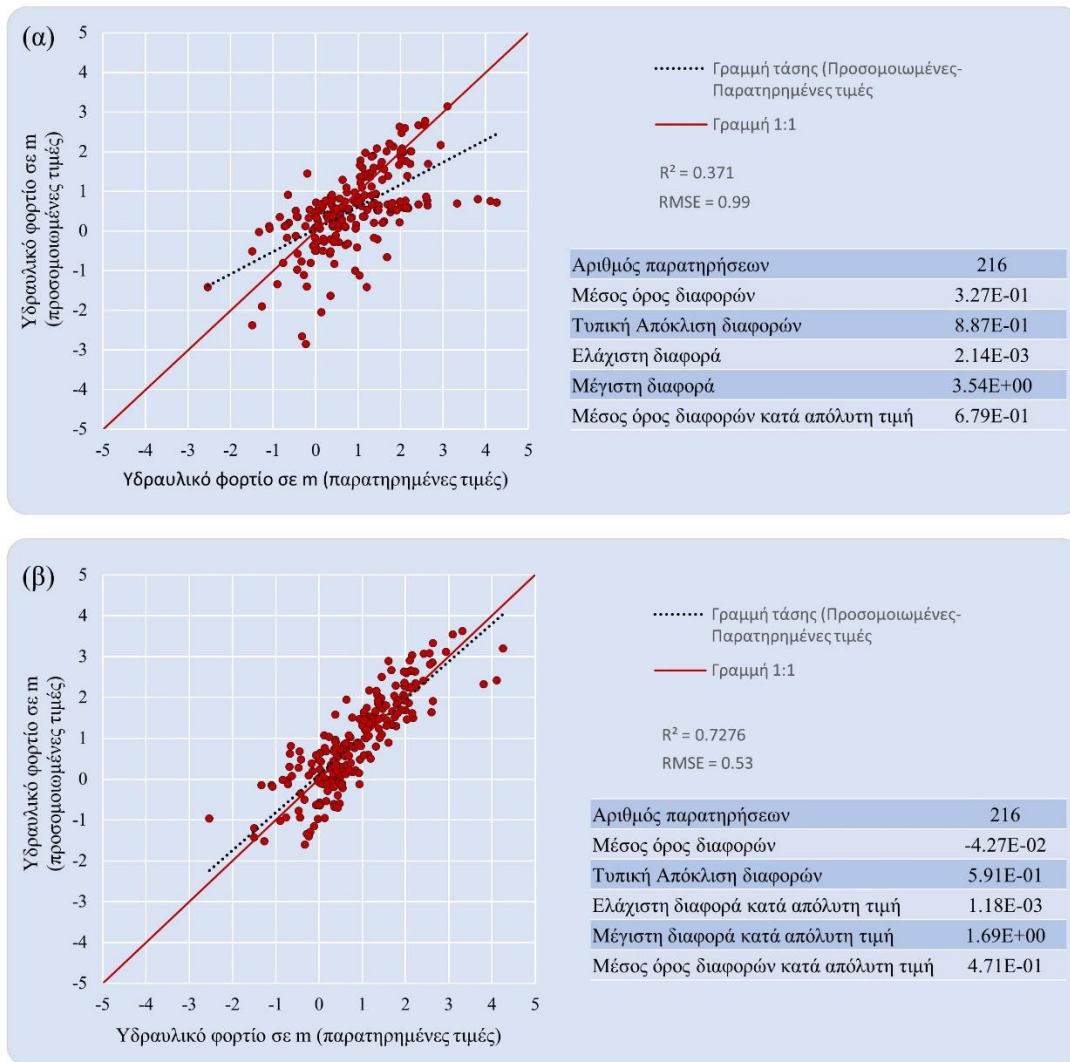 (α)
5
4
3
2
1
0
-1
-2
-3
-4
-5
-5 -4 -3 -2 -1 0 1 2 3 4 5
Υδραυλικό φορτίο σε m
(προσομοιωμένες τιμές)
Υδραυλικό φορτίο σε m (παρατηρημένες τιμές)
Γραμμή τάσης (Προσομοιωμένες-
Παρατηρημένες τιμές
Γραμμή 1:1
R² = 0.371
RMSE = 0.99
Αριθμός παρατηρήσεων 216
Μέσος όρος διαφορών 3.27E-01
Τυπική Απόκλιση διαφορών 8.87E-01
Ελάχιστη διαφορά 2.14E-03
Μέγιστη διαφορά 3.54E+00
Μέσος όρος διαφορών κατά απόλυτη τιμή 6.79E-01
(β)
5
4
3
2
1
0
-1
-2
-3
-4
-5
-5 -4 -3 -2 -1 0 1 2 3 4 5
Υδραυλικό φορτίο σε m
(προσομοιωμένες τιμές)
Υδραυλικό φορτίο σε m (παρατηρημένες τιμές)
Γραμμή τάσης (Προσομοιωμένες-
Παρατηρημένες τιμές
Γραμμή 1:1
R² = 0.7276
RMSE = 0.53
Αριθμός παρατηρήσεων 216
Μέσος όρος διαφορών -4.27E-02
Τυπική Απόκλιση διαφορών 5.91E-01
Ελάχιστη διαφορά κατά απόλυτη τιμή 1.18E-03
Μέγιστη διαφορά κατά απόλυτη τιμή 1.69E+00
Μέσος όρος διαφορών κατά απόλυτη τιμή 4.71E-01